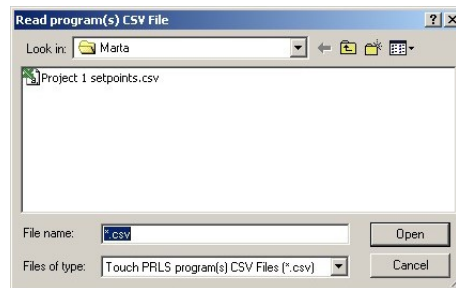 Read program(s) CSV File
Look in: Marta
Project 1 setpoints.csv
File name: *.csv Open
Files of type: Touch PRLS program(s) CSV Files (*.csv) Cancel